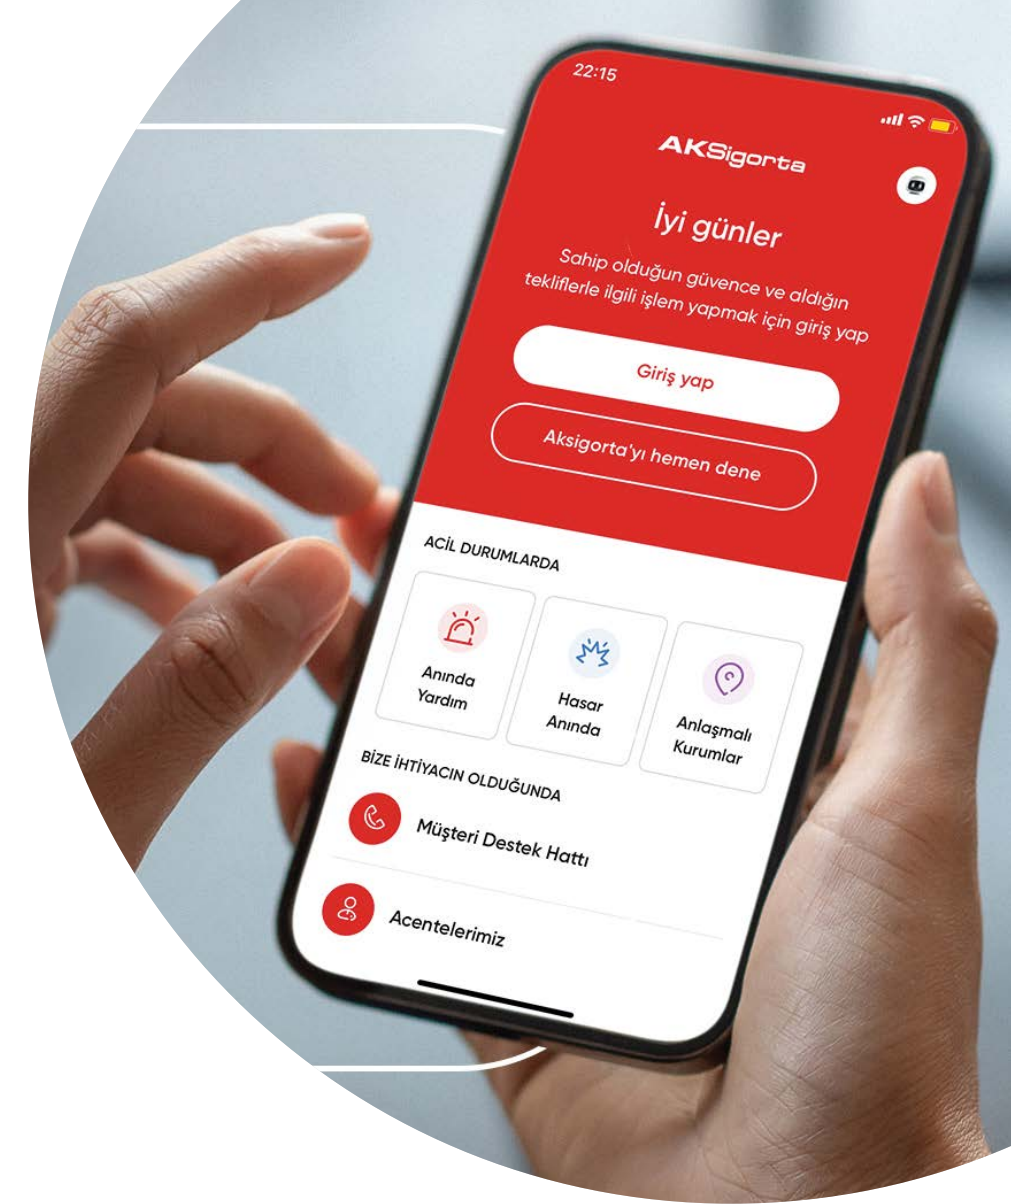 22:15
AKSigorta
İyi günler
Sahip olduğun güvence ve aldığın
tekliflerle ilgili işlem yapmak için giriş yap
Giriş yap
Aksigorta'yı hemen dene
ACİL DURUMLARDA
Anında
Yardım
Hasar
Anında
Anlaşmalı
Kurumlar
BİZE İHTİYACIN OLDUĞUNDA
Müşteri Destek Hattı
Acentelerimiz